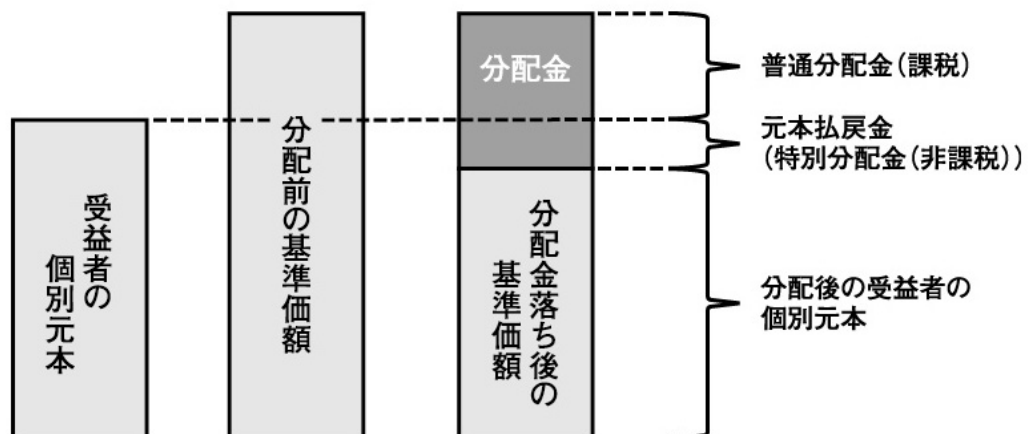 受益者の
個別元本
分配前の基準価額
分配金
分配金落ち後の
基準価額
普通分配金(課税)
元本払戻金
(特別分配金(非課税))
分配後の受益者の
個別元本